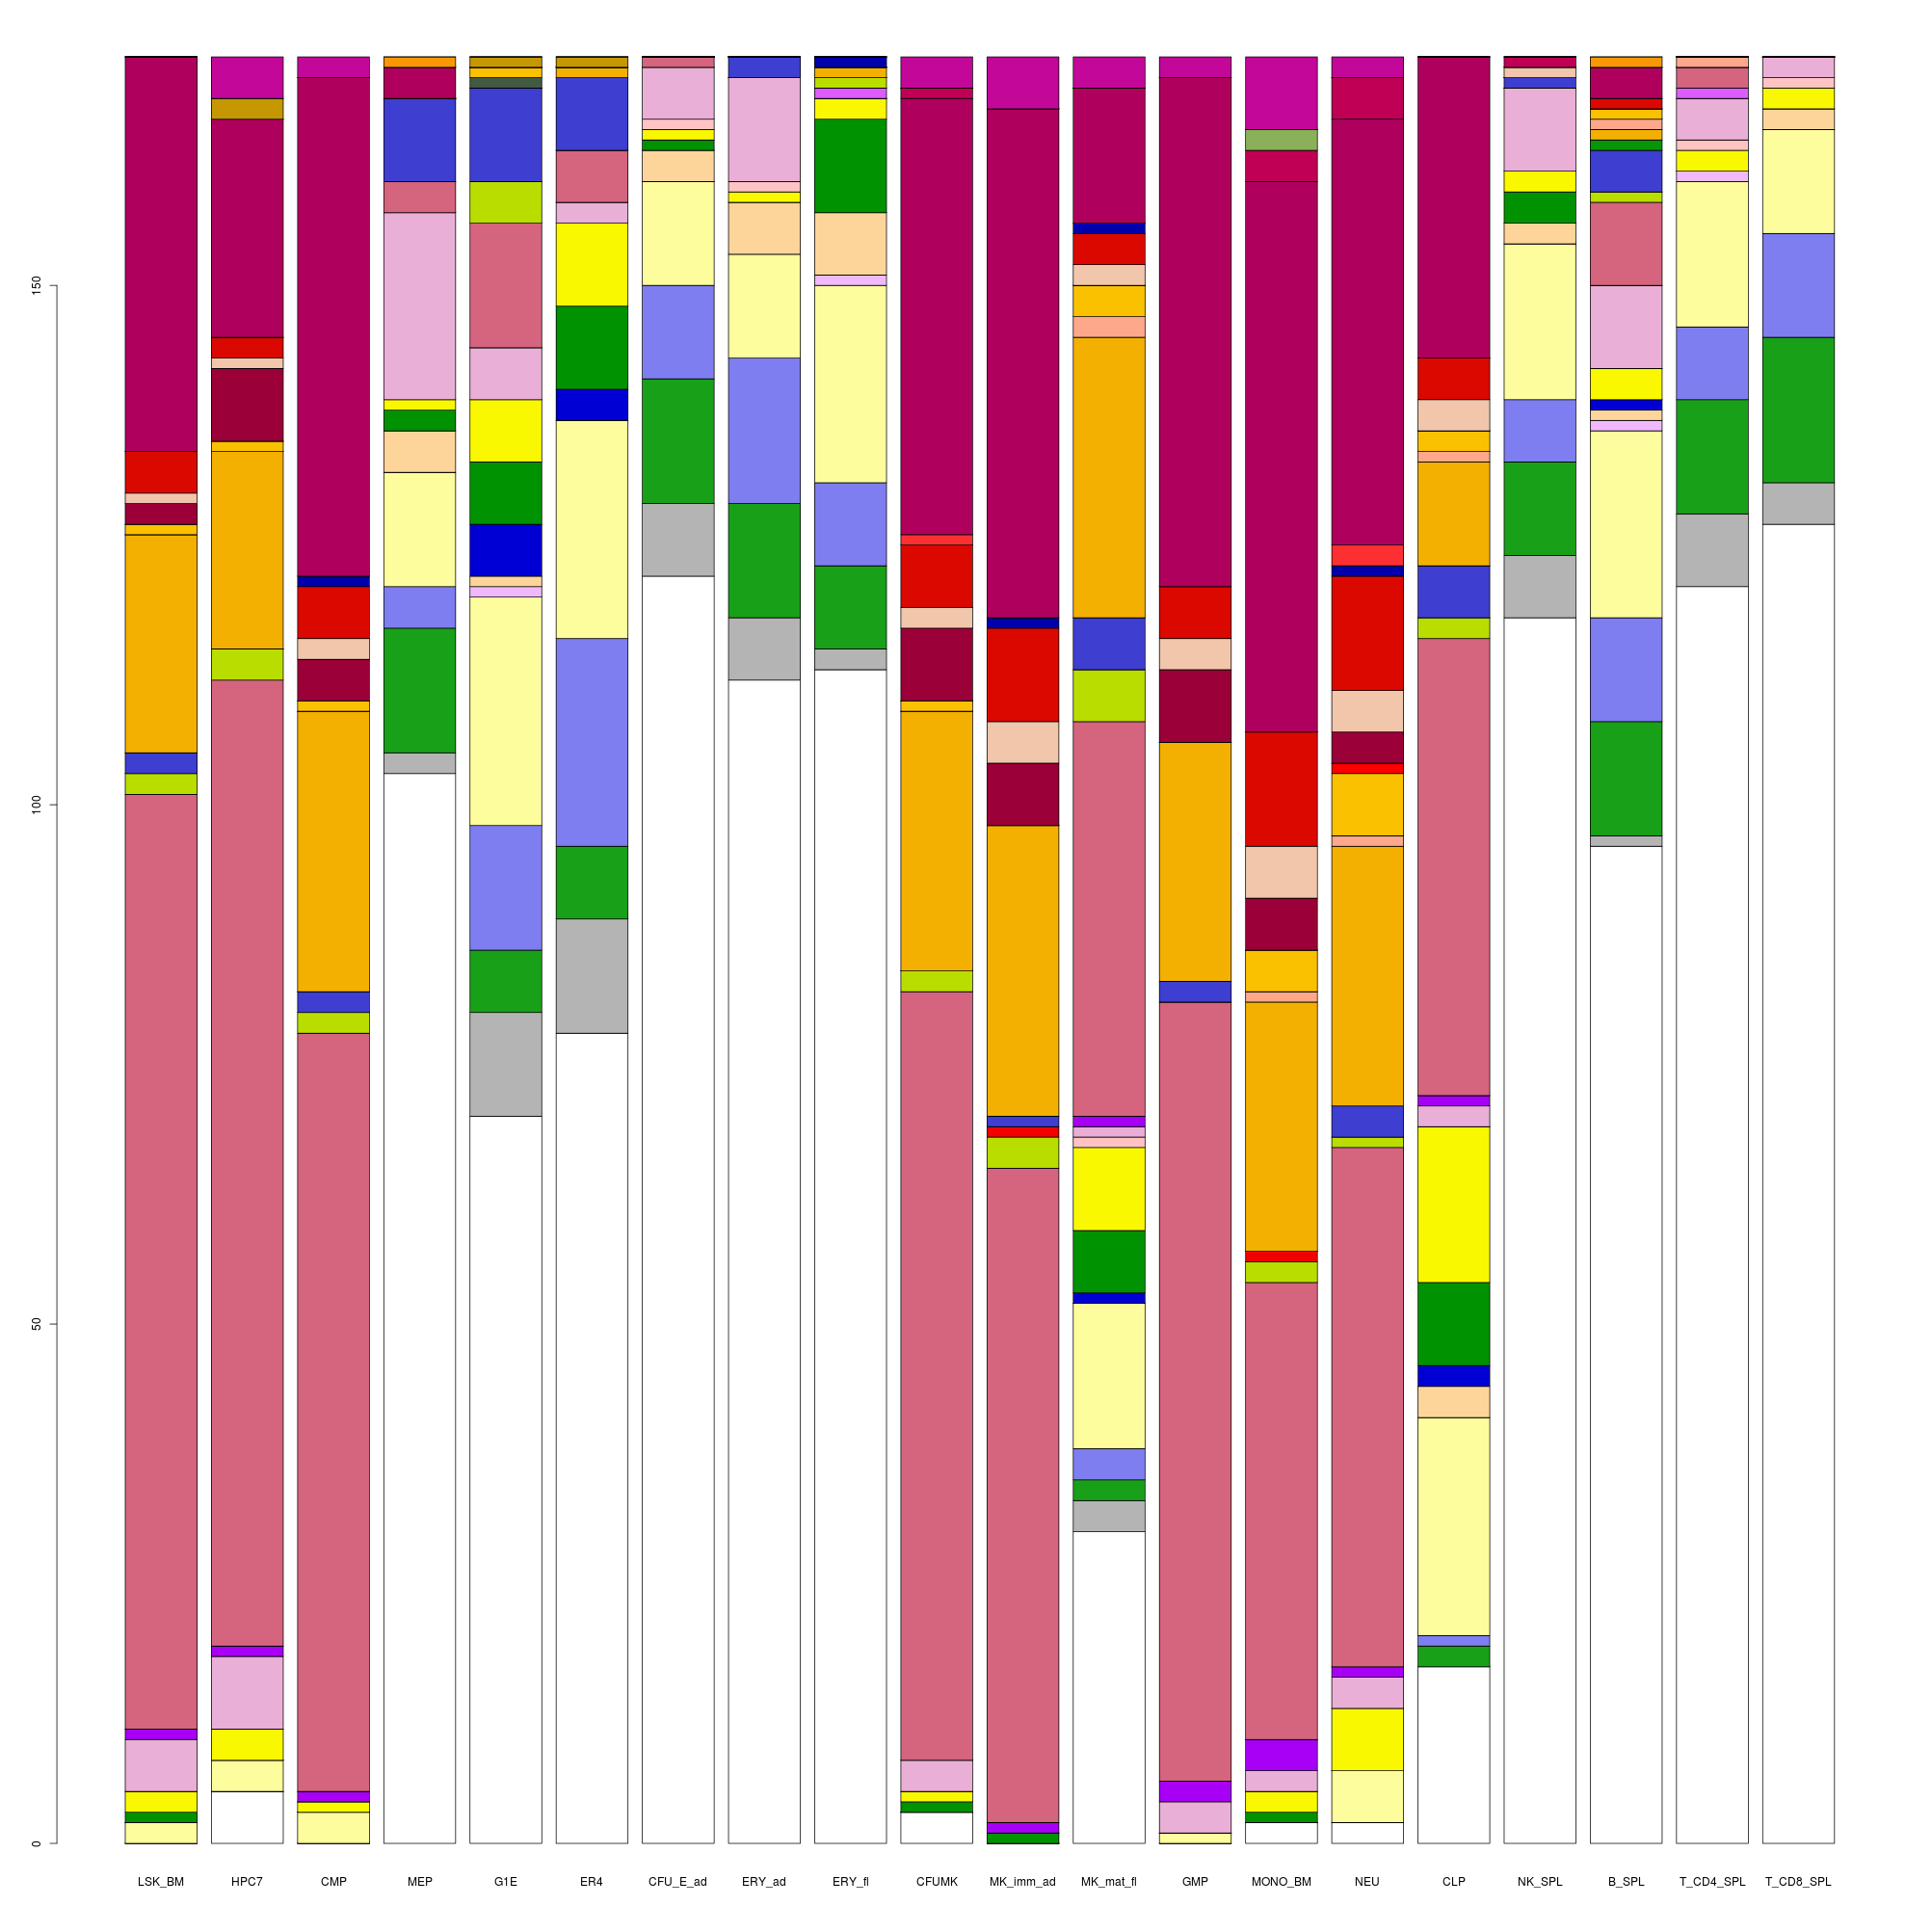 150
100
50
0
LSK_BM HPC7 CMP MEP G1E ER4 CFU_E_ad ERY_ad ERY_fl CFUMK MK_imm_ad MK_mat_fl GMP MONO_BM NEU CLP NK_SPL B_SPL T_CD4_SPL T_CD8_SPL